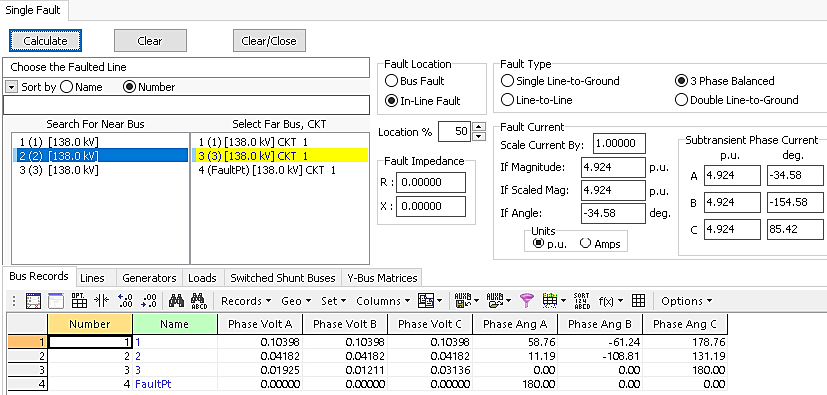 Single Fault
Calculate Clear Clear/Close
Choose the Faulted Line
Sort by Name Number
Search For Near Bus Select Far Bus, CKT
1 (1) [138.0 kV] 1 (1) [138.0 kV] CKT 1
2 (2) [138.0 kV] 3 (3) [138.0 kV] CKT 1
3 (3) [138.0 kV] 4 (FaultPt) [138.0 kV] CKT 1
Fault Location
Bus Fault
In-Line Fault
Location % 50
Fault Impedance
R : 0.00000
X : 0.00000
Fault Type
Single Line-to-Ground 3 Phase Balanced
Line-to-Line Double Line-to-Ground
Fault Current
Scale Current By: 1.00000
If Magnitude: 4.924 p.u.
If Scaled Mag: 4.924 p.u.
If Angle: -34.58 deg.
Units
p.u. Amps
Subtransient Phase Current
p.u. deg.
A 4.924 -34.58
B 4.924 -154.58
C 4.924 85.42
Bus Records Lines Generators Loads Switched Shunt Buses Y-Bus Matrices
Records Geo Set Columns f(x) Options
Number Name Phase Volt A Phase Volt B Phase Volt C Phase Ang A Phase Ang B Phase Ang C
1 1 1 0.10398 0.10398 0.10398 58.76 -61.24 178.76
2 2 2 0.04182 0.04182 0.04182 11.19 -108.81 131.19
3 3 3 0.01925 0.01211 0.03136 0.00 0.00 180.00
4 4 FaultPt 0.00000 0.00000 0.00000 180.00 0.00 0.00